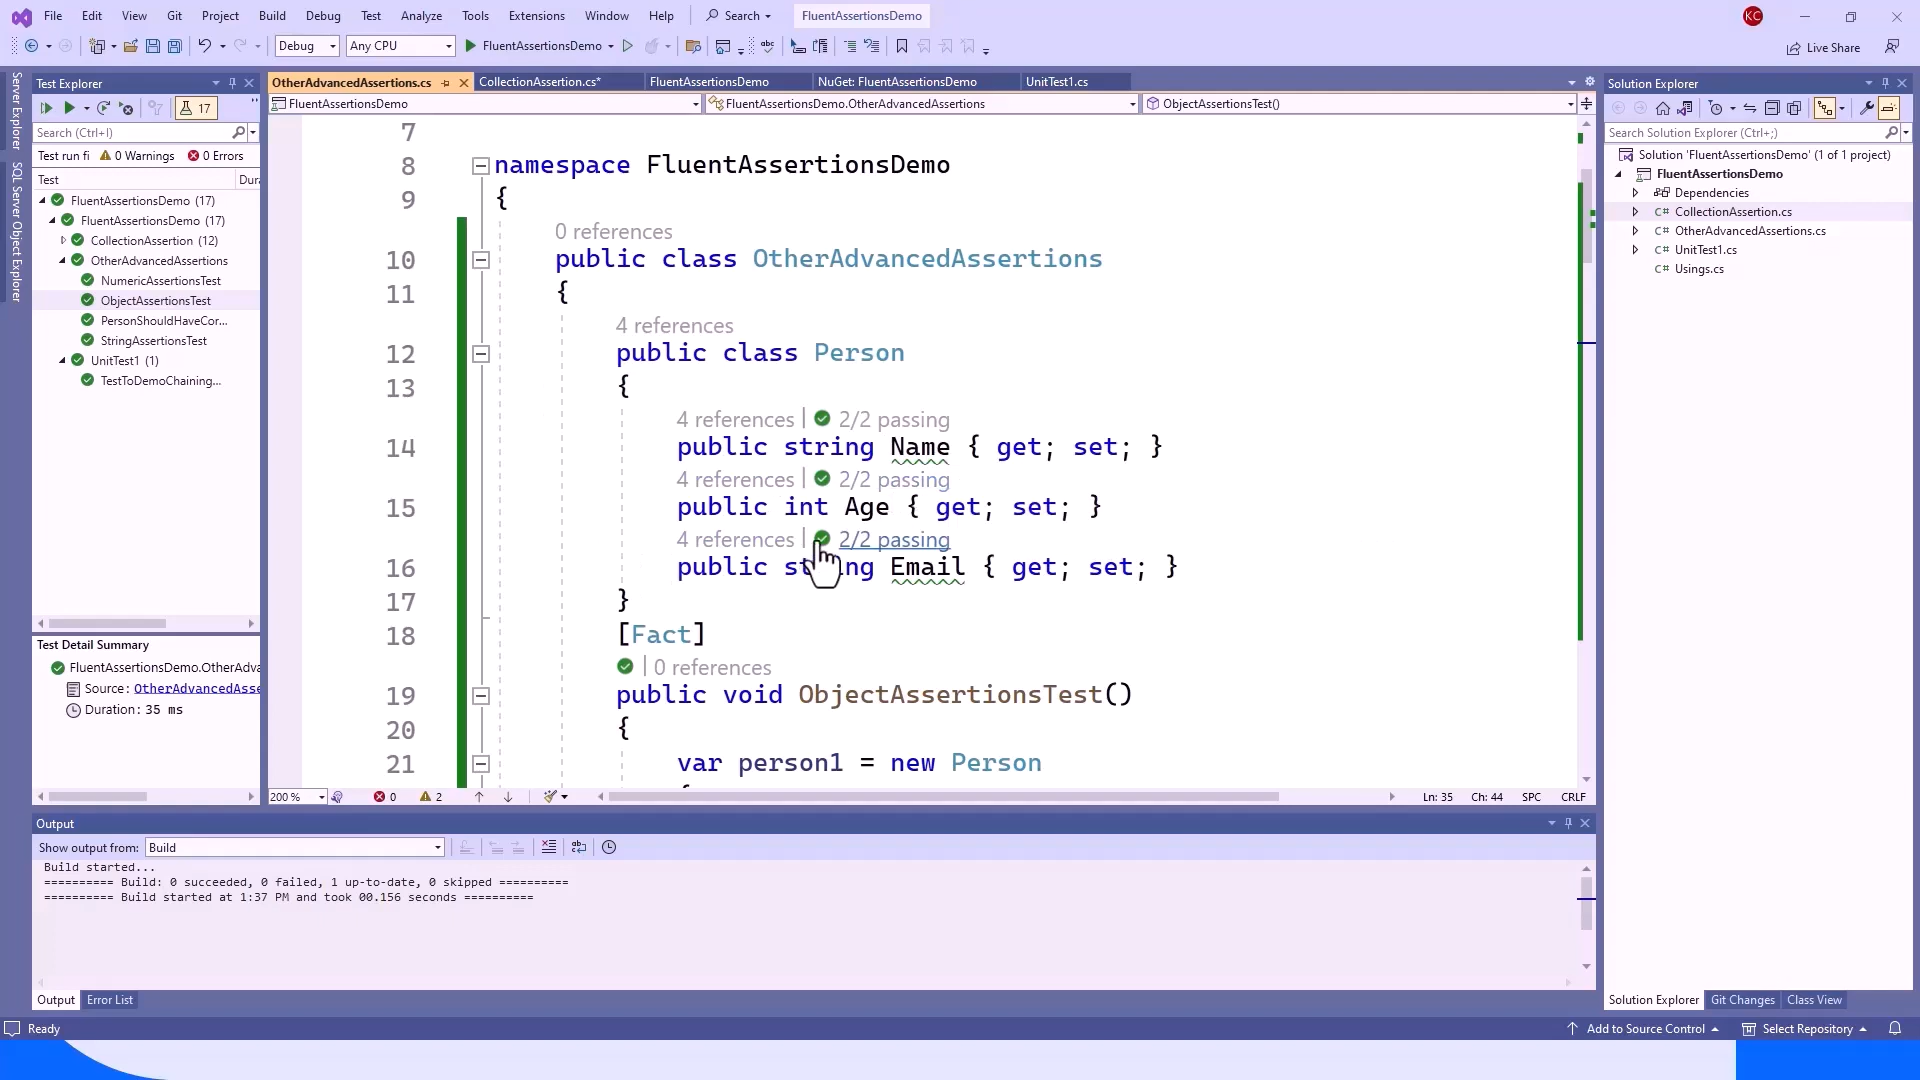 File Edit View Git Project Build Debug Test Analyze Tools Extensions Window Help Search FluentAssertionsDemo KC
Debug Any CPU FluentAssertionsDemo Live Share
Server Explorer
SQL Server Object Explorer
Test Explorer
17
Search (Ctrl+I)
Test run fi 0 Warnings 0 Errors
Test Dura
FluentAssertionsDemo (17)
FluentAssertionsDemo (17)
CollectionAssertion (12)
OtherAdvancedAssertions
NumericAssertionsTest
ObjectAssertionsTest
PersonShouldHaveCor...
StringAssertionsTest
UnitTest1 (1)
TestToDemoChaining...
Test Detail Summary
FluentAssertionsDemo.OtherAdva
Source: OtherAdvancedAsse
Duration: 35 ms
OtherAdvancedAssertions.cs CollectionAssertion.cs* FluentAssertionsDemo NuGet: FluentAssertionsDemo UnitTest1.cs
FluentAssertionsDemo FluentAssertionsDemo.OtherAdvancedAssertions ObjectAssertionsTest()
7
8 namespace FluentAssertionsDemo
9 {
0 references
10 public class OtherAdvancedAssertions
11 {
4 references
12 public class Person
13 {
4 references | 2/2 passing
14 public string Name { get; set; }
4 references | 2/2 passing
15 public int Age { get; set; }
4 references | 2/2 passing
16 public string Email { get; set; }
17 }
18 [Fact]
| 0 references
19 public void ObjectAssertionsTest()
20 {
21 var person1 = new Person
200 % 0 2 Ln: 35 Ch: 44 SPC CRLF
Output
Show output from: Build
Build started...
========== Build: 0 succeeded, 0 failed, 1 up-to-date, 0 skipped ==========
========== Build started at 1:37 PM and took 00.156 seconds ==========
Output Error List
Solution Explorer
Search Solution Explorer (Ctrl+;)
Solution 'FluentAssertionsDemo' (1 of 1 project)
FluentAssertionsDemo
Dependencies
C# CollectionAssertion.cs
C# OtherAdvancedAssertions.cs
C# UnitTest1.cs
C# Usings.cs
Solution Explorer Git Changes Class View
Ready Add to Source Control Select Repository